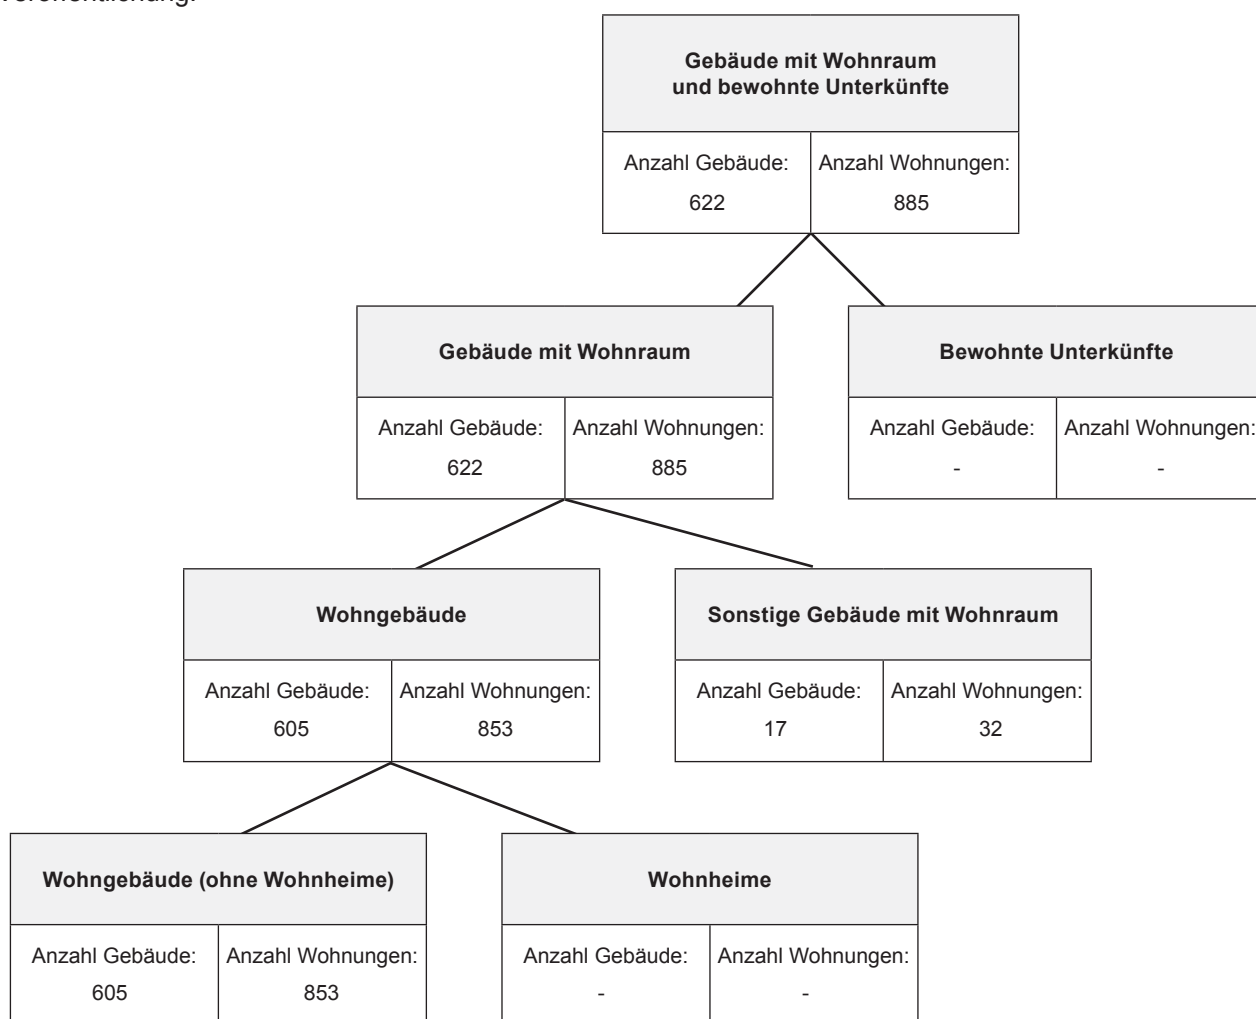 Veröffentlichung.
Gebäude mit Wohnraum
und bewohnte Unterkünfte
Anzahl Gebäude: Anzahl Wohnungen:
622 885
Gebäude mit Wohnraum
Bewohnte Unterkünfte
Anzahl Gebäude: Anzahl Wohnungen:
622 885
Anzahl Gebäude: Anzahl Wohnungen:
- -
Wohngebäude
Sonstige Gebäude mit Wohnraum
Anzahl Gebäude: Anzahl Wohnungen:
605 853
Anzahl Gebäude: Anzahl Wohnungen:
17 32
Wohngebäude (ohne Wohnheime)
Wohnheime
Anzahl Gebäude: Anzahl Wohnungen:
605 853
Anzahl Gebäude: Anzahl Wohnungen:
- -